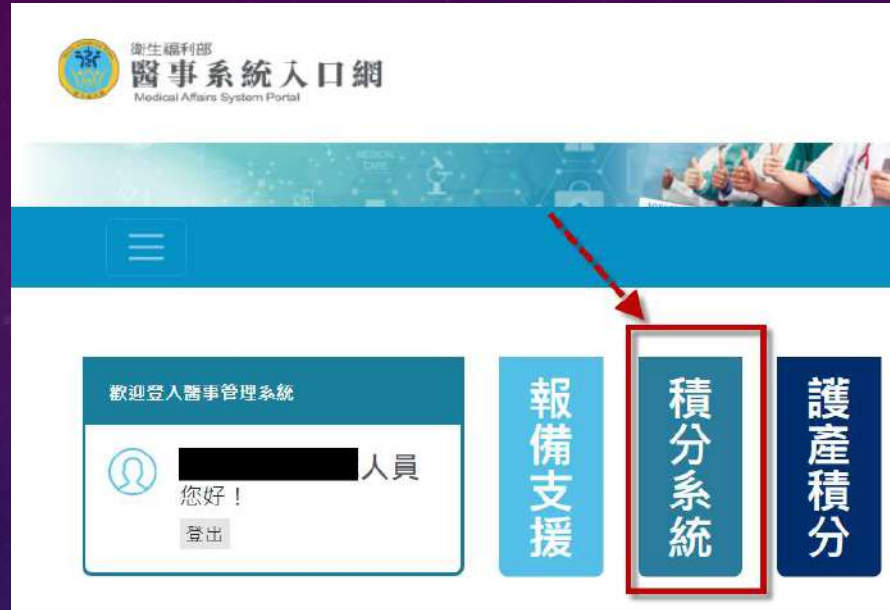 衛生福利部
醫事系統入口網
Medical Affairs System Portal
MEDICAL
CARE
歡迎登入醫事管理系統
人員
您好！
登出
報備支援
積分系統
護產積分